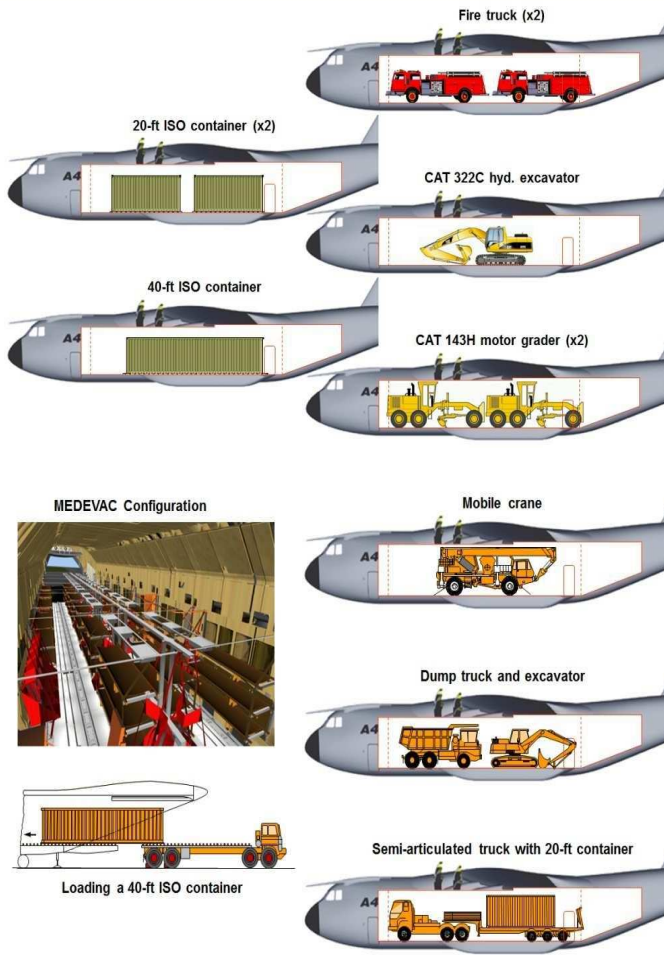 Fire truck (x2)
A4
20-ft ISO container (x2)
A4
CAT 322C hyd. excavator
A4
40-ft ISO container
A4
CAT 143H motor grader (x2)
A4
MEDEVAC Configuration
Mobile crane
A4
Dump truck and excavator
A4
Loading a 40-ft ISO container
Semi-articulated truck with 20-ft container
A4